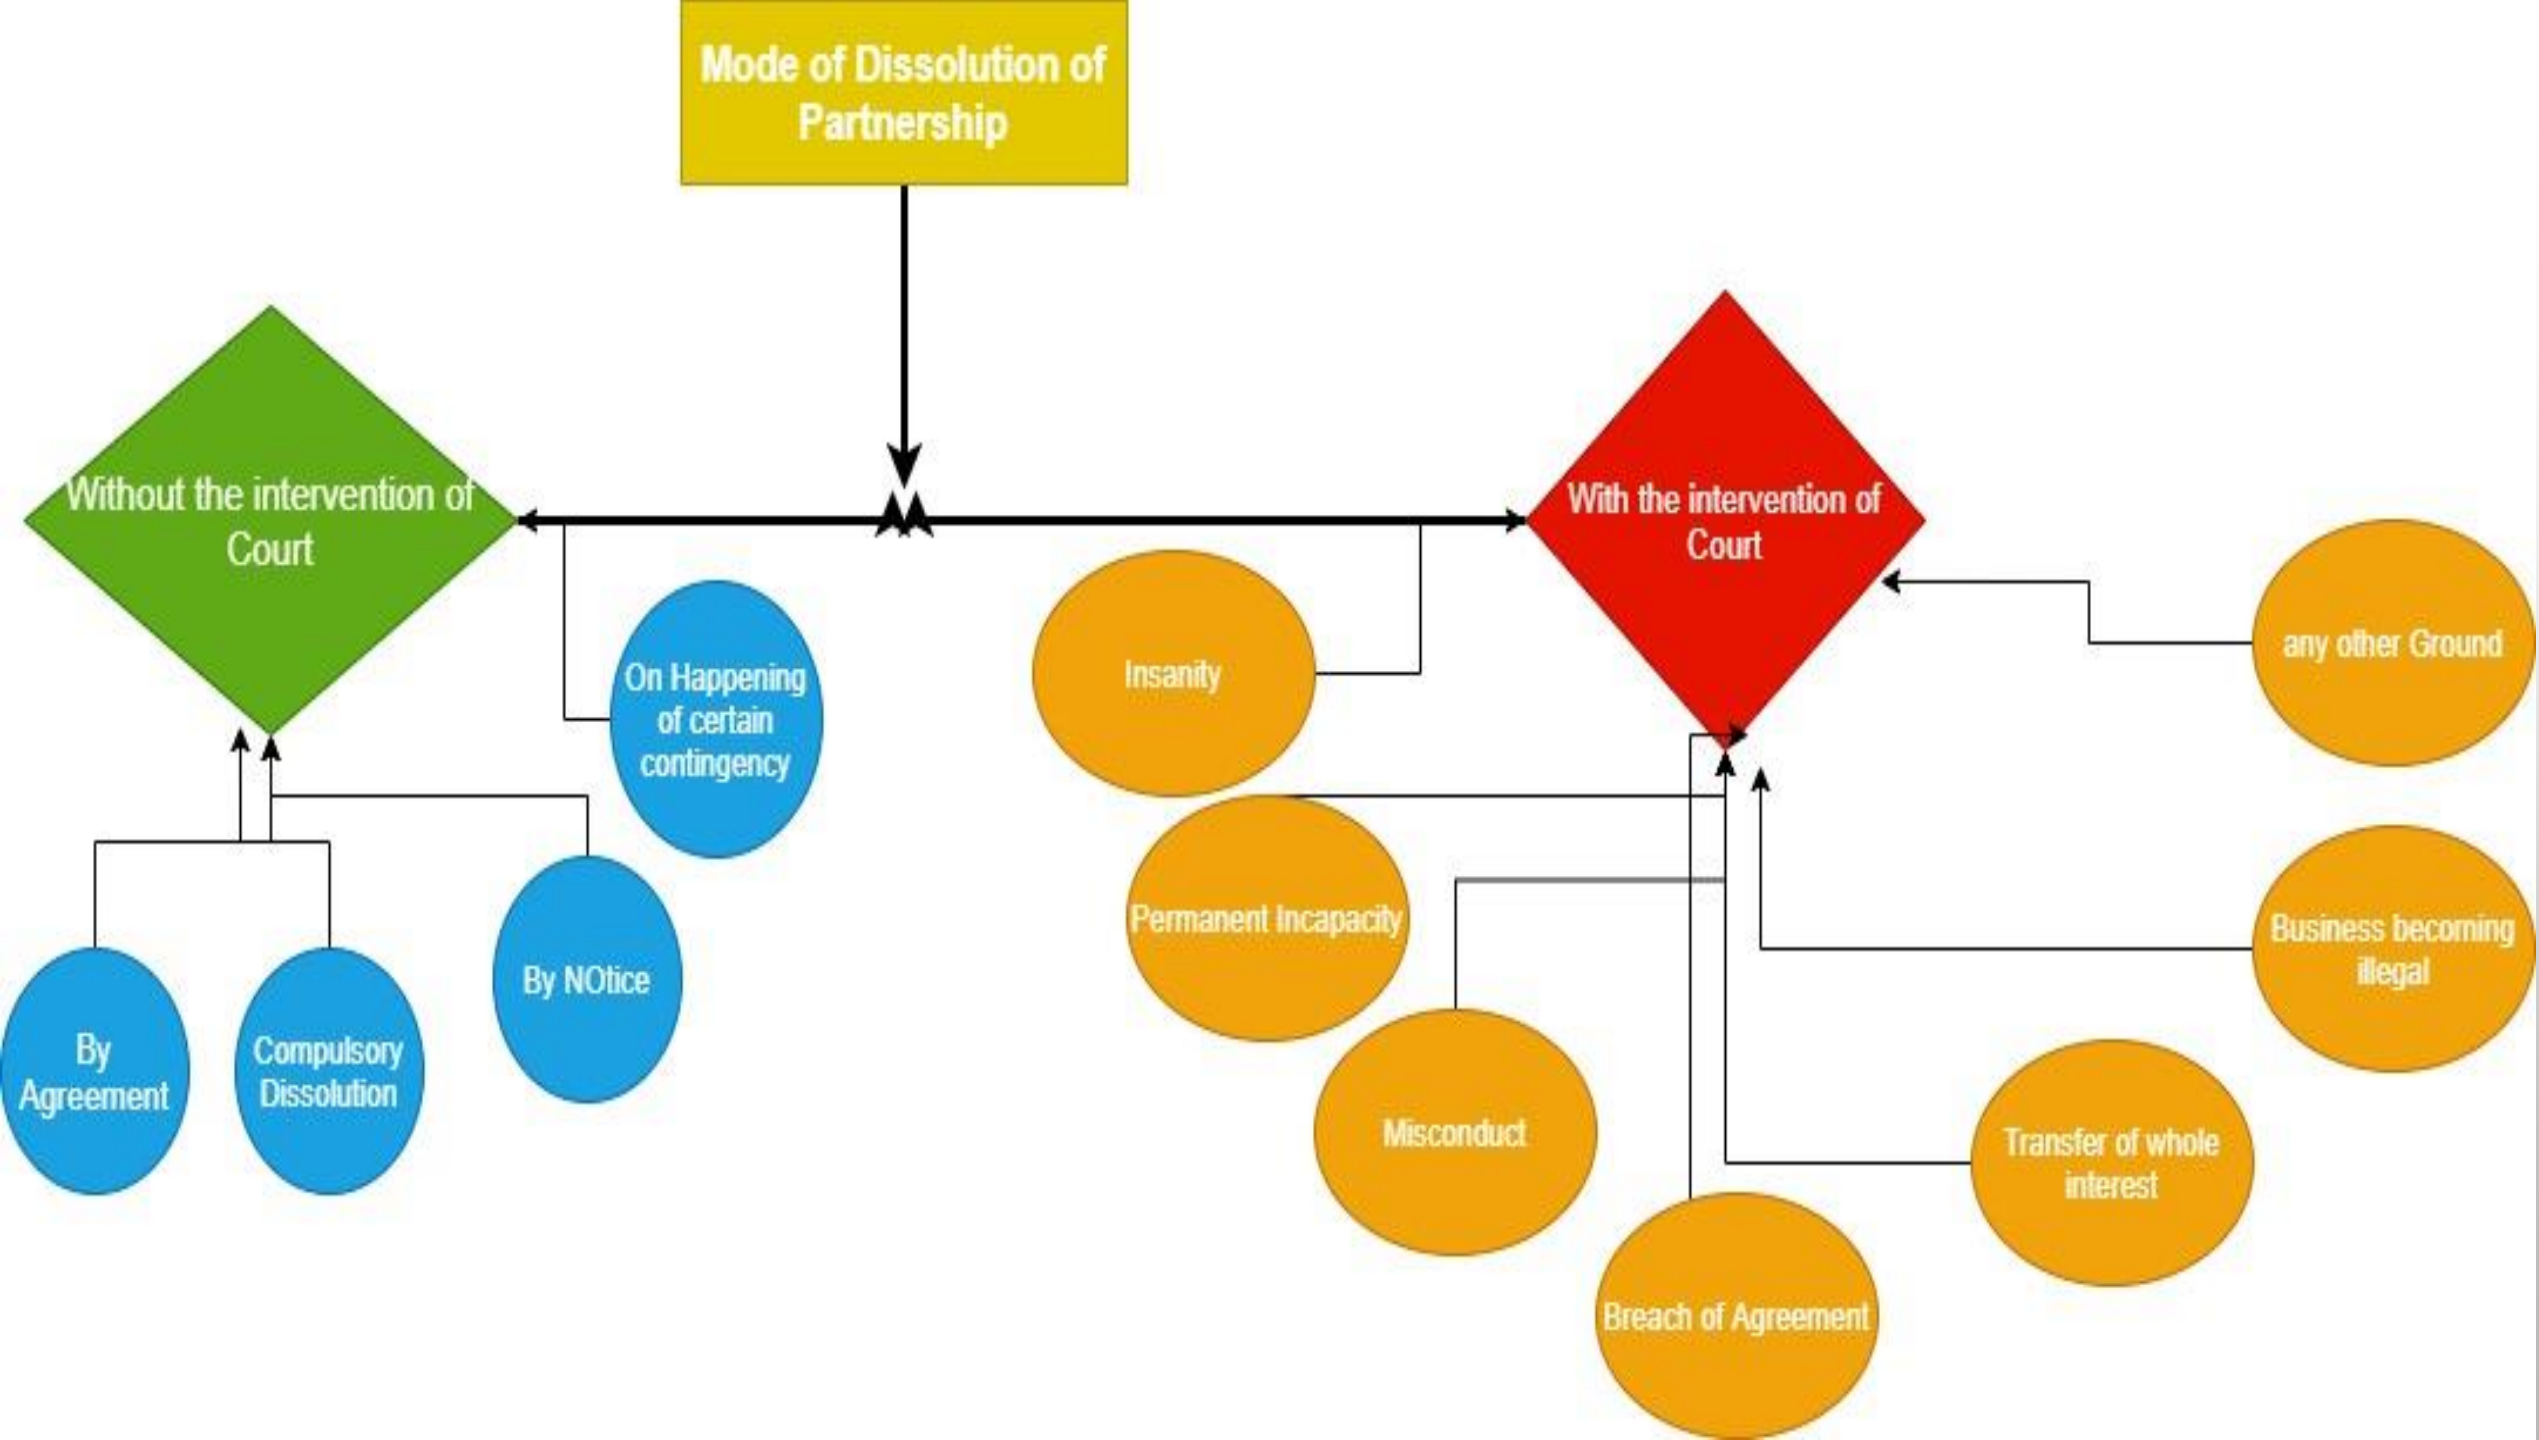 Mode of Dissolution of
Partnership
Without the intervention of
Court
With the intervention of
Court
On Happening
of certain
contingency
Insanity
any other Ground
By NOtice
Permanent Incapacity
Business becoming
illegal
By
Agreement
Compulsory
Dissolution
Misconduct
Transfer of whole
interest
Breach of Agreement